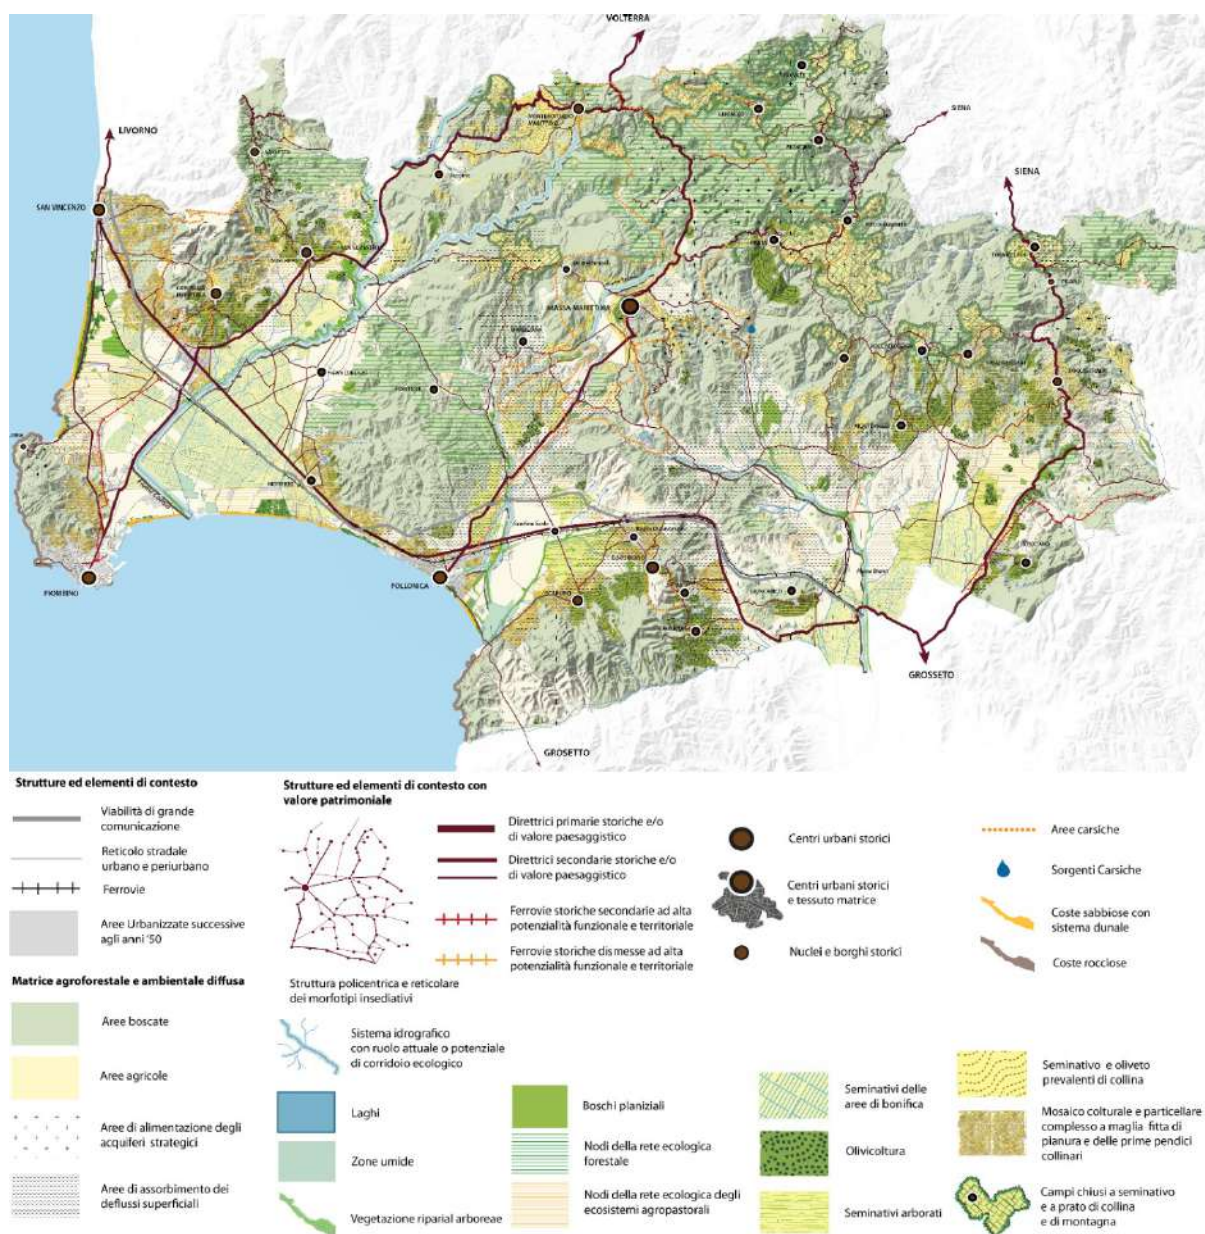 VOLTERRA
LIVORNO
SIENA
SIENA
SAN VINCENZO
MASSA MARITTIMA
PIOMBINO
FOLLONICA
GROSSETO
GROSETTO
Strutture ed elementi di contesto
Viabilità di grande
comunicazione
Reticolo stradale
urbano e periurbano
Ferrovie
Aree Urbanizzate successive
agli anni '50
Matrice agroforestale e ambientale diffusa
Aree boscate
Aree agricole
Aree di alimentazione degli
acquiferi strategici
Aree di assorbimento dei
deflussi superficiali
Strutture ed elementi di contesto con
valore patrimoniale
Struttura policentrica e reticolare
dei morfotipi insediativi
Direttrici primarie storiche e/o
di valore paesaggistico
Direttrici secondarie storiche e/o
di valore paesaggistico
Ferrovie storiche secondarie ad alta
potenzialità funzionale e territoriale
Ferrovie storiche dismesse ad alta
potenzialità funzionale e territoriale
Centri urbani storici
Centri urbani storici
e tessuto matrice
Nuclei e borghi storici
Aree carsiche
Sorgenti Carsiche
Coste sabbiose con
sistema dunale
Coste rocciose
Sistema idrografico
con ruolo attuale o potenziale
di corridoio ecologico
Laghi
Zone umide
Vegetazione riparial arboreae
Boschi planiziali
Nodi della rete ecologica
forestale
Nodi della rete ecologica degli
ecosistemi agropastorali
Seminativi delle
aree di bonifica
Olivicoltura
Seminativi arborati
Seminativo e oliveto
prevalenti di collina
Mosaico colturale e particellare
complesso a maglia fitta di
pianura e delle prime pendici
collinari
Campi chiusi a seminativo
e a prato di collina
e di montagna